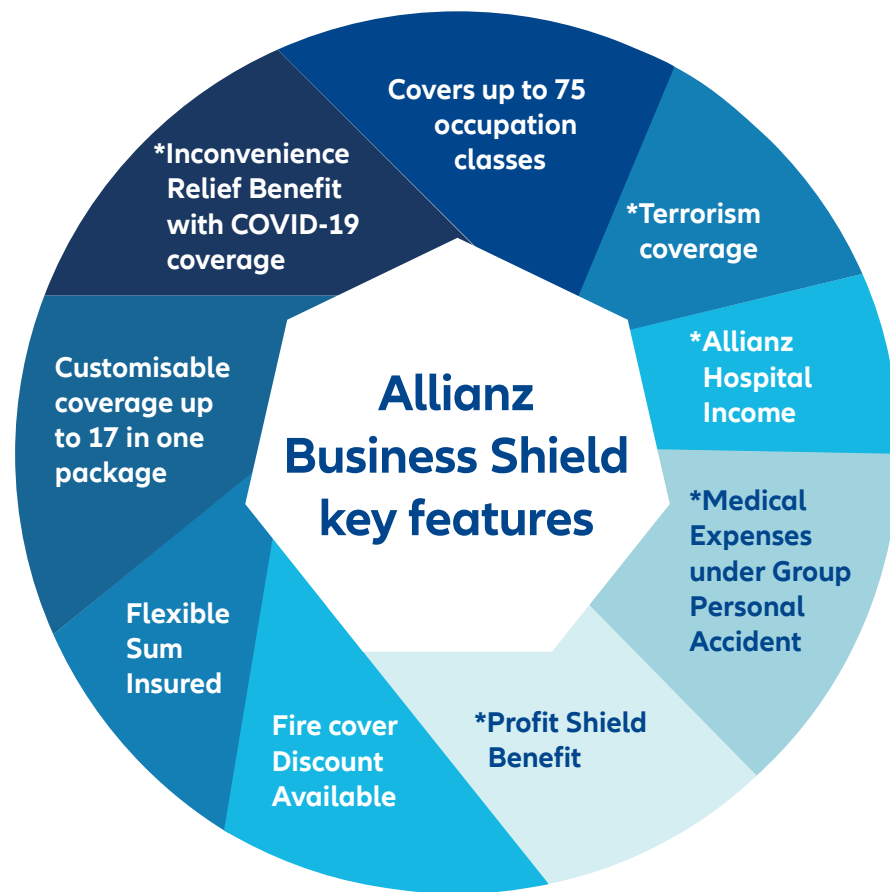 Allianz
Business Shield
key features
Covers up to 75
occupation
classes
*Terrorism
coverage
*Allianz
Hospital
Income
*Medical
Expenses
under Group
Personal
Accident
*Profit Shield
Benefit
Fire cover
Discount
Available
Flexible
Sum
Insured
Customisable
coverage up
to 17 in one
package
*Inconvenience
Relief Benefit
with COVID-19
coverage